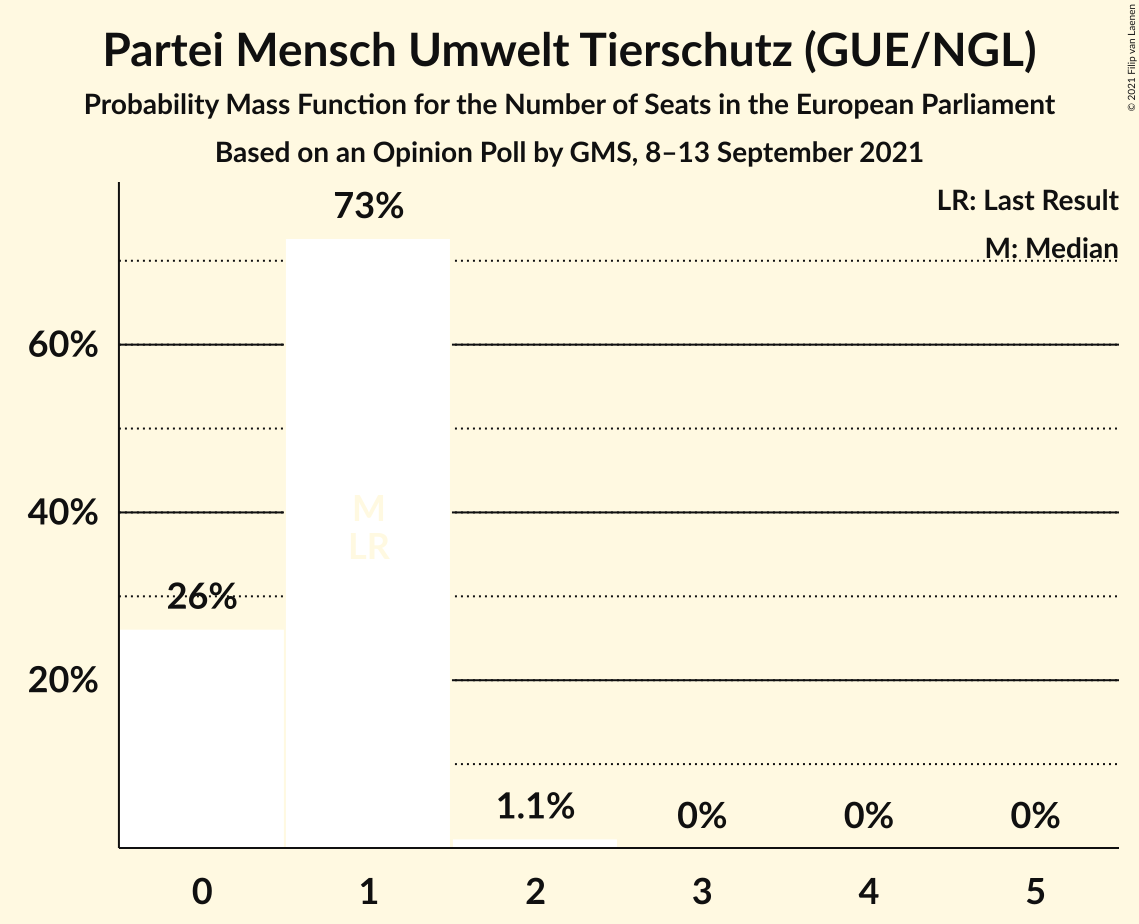 Partei Mensch Umwelt Tierschutz (GUE/NGL)
Probability Mass Function for the Number of Seats in the European Parliament
Based on an Opinion Poll by GMS, 8–13 September 2021
© 2021 Filip van Laenen
LR: Last Result
M: Median
73%
60%
40%
M
LR
26%
20%
1.1%
0%
0%
0%
0
1
2
3
4
5